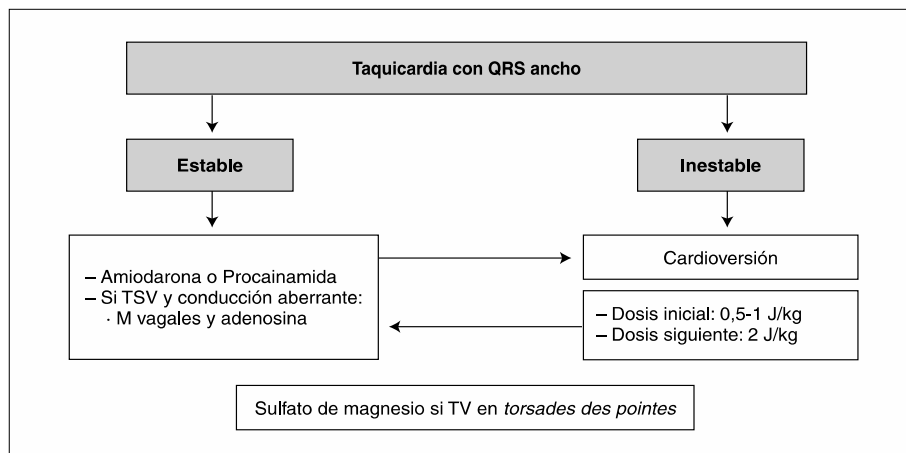 Taquicardia con QRS ancho
Estable
Inestable
– Amiodarona o Procainamida
– Si TSV y conducción aberrante:
· M vagales y adenosina
Cardioversión
– Dosis inicial: 0,5-1 J/kg
– Dosis siguiente: 2 J/kg
Sulfato de magnesio si TV en torsades des pointes